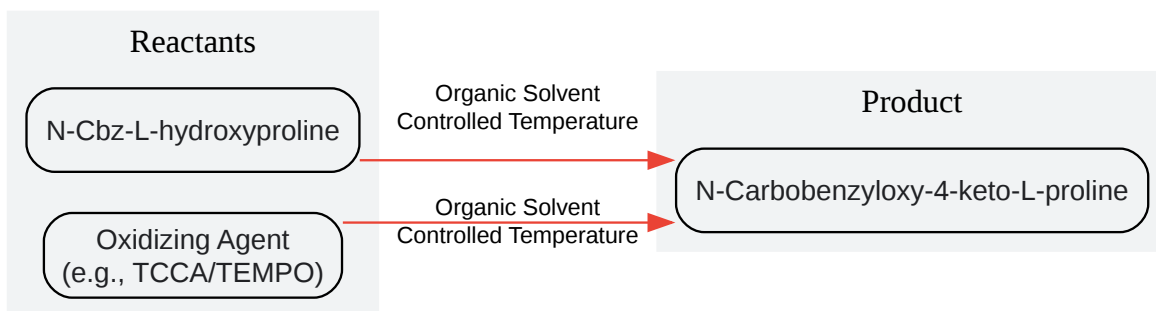 Reactants
N-Cbz-L-hydroxyproline
Oxidizing Agent
(e.g., TCCA/TEMPO)
Organic Solvent
Controlled Temperature
Organic Solvent
Controlled Temperature
Product
N-Carbobenzyloxy-4-keto-L-proline